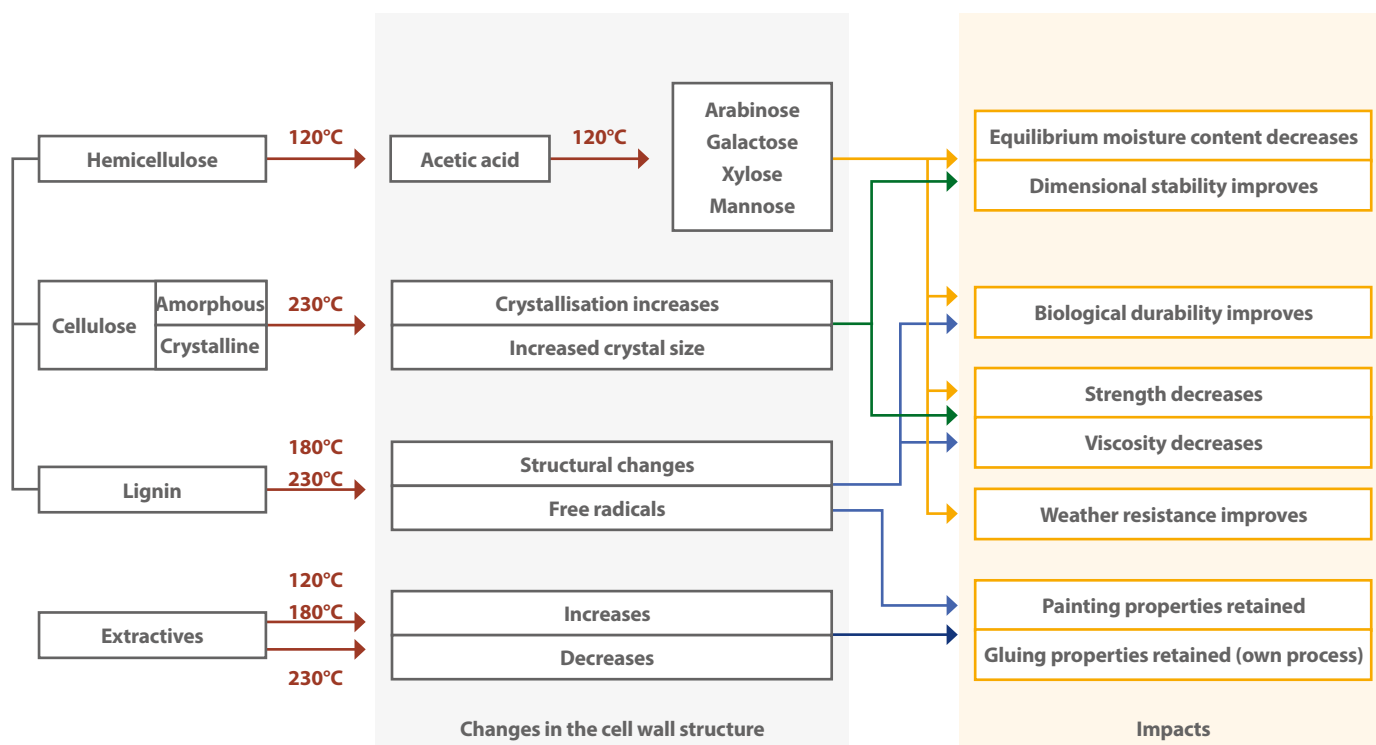 Hemicellulose
120°C
Acetic acid
120°C
Arabinose
Galactose
Xylose
Mannose
Equilibrium moisture content decreases
Dimensional stability improves
Cellulose
Amorphous
Crystalline
230°C
Crystallisation increases
Increased crystal size
Biological durability improves
Strength decreases
Viscosity decreases
Lignin
180°C
230°C
Structural changes
Free radicals
Weather resistance improves
Extractives
120°C
180°C
230°C
Increases
Decreases
Painting properties retained
Gluing properties retained (own process)
Changes in the cell wall structure
Impacts